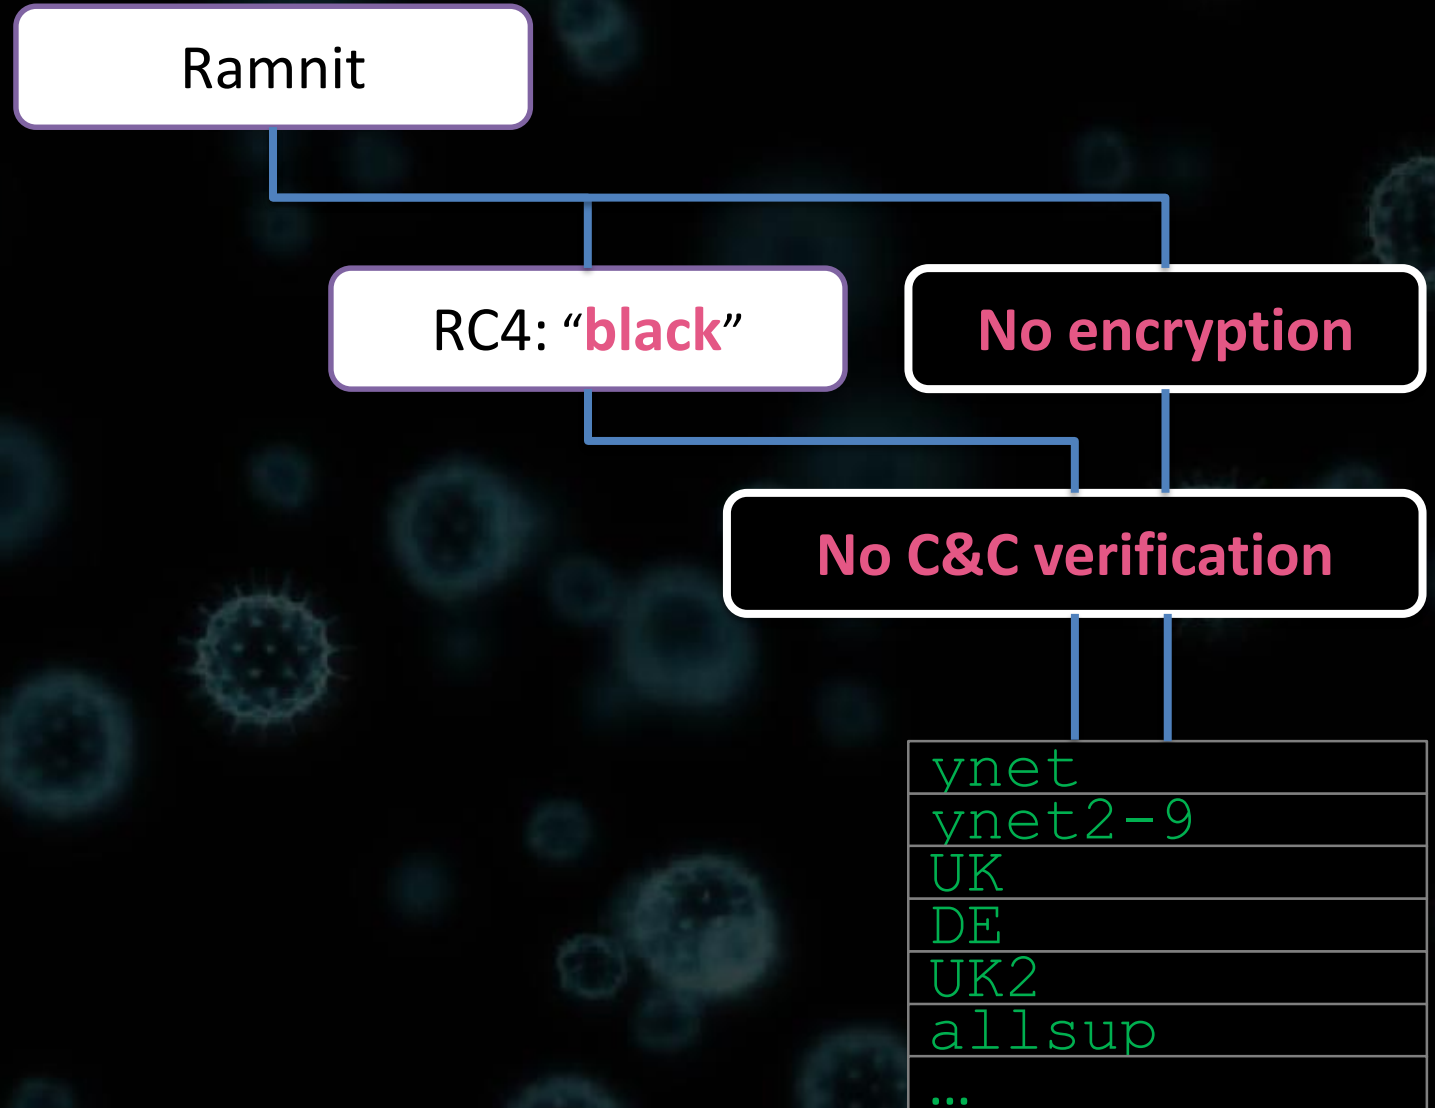 Ramnit
RC4: “black”
No encryption
No C&C verification
ynet
ynet2-9
UK
DE
UK2
allsup
…